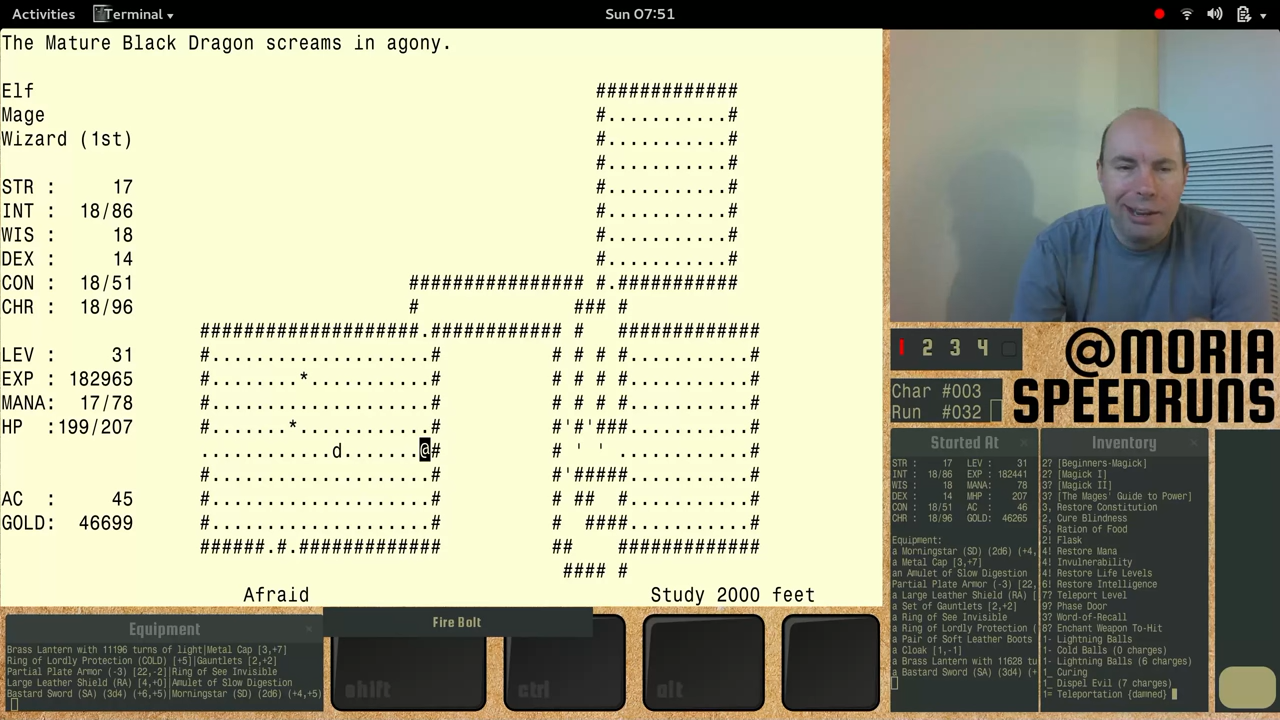 Activities Terminal Sun 07:51
The Mature Black Dragon screams in agony.
Elf
Mage
Wizard (1st)
STR : 17
INT : 18/86
WIS : 18
DEX : 14
CON : 18/51
CHR : 18/96
LEV : 31
EXP : 182965
MANA: 17/78
HP :199/207
AC : 45
GOLD: 46699
#############
#...........#
#...........#
#...........#
#...........#
#...........#
#...........#
#...........#
############### #.###########
# ### #
####################.############ # #############
#....................# # # # #...........#
#........*...........# # # # #...........#
#....................# # # # #...........#
#.......*............# #'#'###...........#
............d.......@# # ' ' ............#
#....................# #'#####...........#
#....................# # ## #...........#
#....................# # ####...........#
######.#.############# ## #############
#### #
Afraid Study 2000 feet
1 2 3 4
Char #003
Run #032
@MORIA
SPEEDRUNS
Started At
STR : 17 LEV : 31
INT : 18/86 EXP : 182441
WIS : 18 MANA: 78
DEX : 14 MHP : 207
CON : 18/51 AC : 46
CHR : 18/96 GOLD: 46265
Equipment:
a Morningstar (SD) (2d6) (+4,
a Metal Cap [3,+7]
an Amulet of Slow Digestion
Partial Plate Armor (-3) [22,
a Large Leather Shield (RA) [
a Set of Gauntlets [2,+2]
a Ring of See Invisible
a Ring of Lordly Protection (
a Pair of Soft Leather Boots
a Cloak [1,-1]
a Brass Lantern with 11628 tu
a Bastard Sword (SA) (3d4) (+
Inventory
2? [Beginners-Magick]
2? [Magick I]
3? [Magick II]
3? [The Mages' Guide to Power]
3, Restore Constitution
2, Cure Blindness
5, Ration of Food
2! Flask
4! Restore Mana
4! Invulnerability
4! Restore Life Levels
6! Restore Intelligence
7? Teleport Level
9? Phase Door
3? Word-of-Recall
8? Enchant Weapon To-Hit
1- Lightning Balls
1- Cold Balls (0 charges)
1- Lightning Balls (6 charges)
1_ Curing
1_ Dispel Evil (7 charges)
1= Teleportation {damned}
Equipment
Brass Lantern with 11196 turns of light|Metal Cap [3,+7]
Ring of Lordly Protection (COLD) [+5]|Gauntlets [2,+2]
Partial Plate Armor (-3) [22,-2]|Ring of See Invisible
Large Leather Shield (RA) [4,+0]|Amulet of Slow Digestion
Bastard Sword (SA) (3d4) (+6,+5)|Morningstar (SD) (2d6) (+4,+5)
Fire Bolt
shift ctrl alt